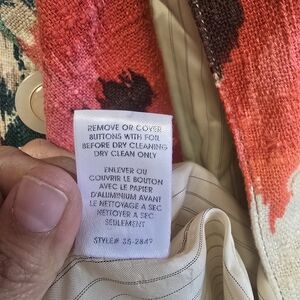 REMOVE OR COVER
BUTTONS WITH FOIL
BEFORE DRY CLEANING
DRY CLEAN ONLY
ENLEVER OU
COUVRIR LE BOUTON
AVEC LE PAPIER
D'ALUMINIUM AVANT
LE NETTOYAGE A SEC
NETTOYER A SEC
SEULEMENT
STYLE# 35-2849